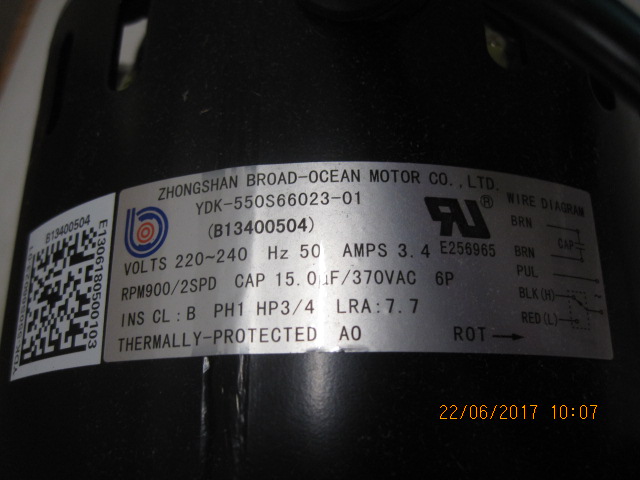 ZHONGSHAN BROAD-OCEAN MOTOR CO.,LTD.
YDK-550S66023-01
(B13400504)
E256965
VOLTS 220~240 Hz 50 AMPS 3.4
RPM900/2SPD CAP 15.0µF/370VAC 6P
INS CL:B PH1 HP3/4 LRA:7.7
THERMALLY-PROTECTED AO ROT
WIRE DIAGRAM
BRN
CAP
BRN
PUL
BLK(H)
RED(L)
B13400504
E1306180500103
22/06/2017 10:07